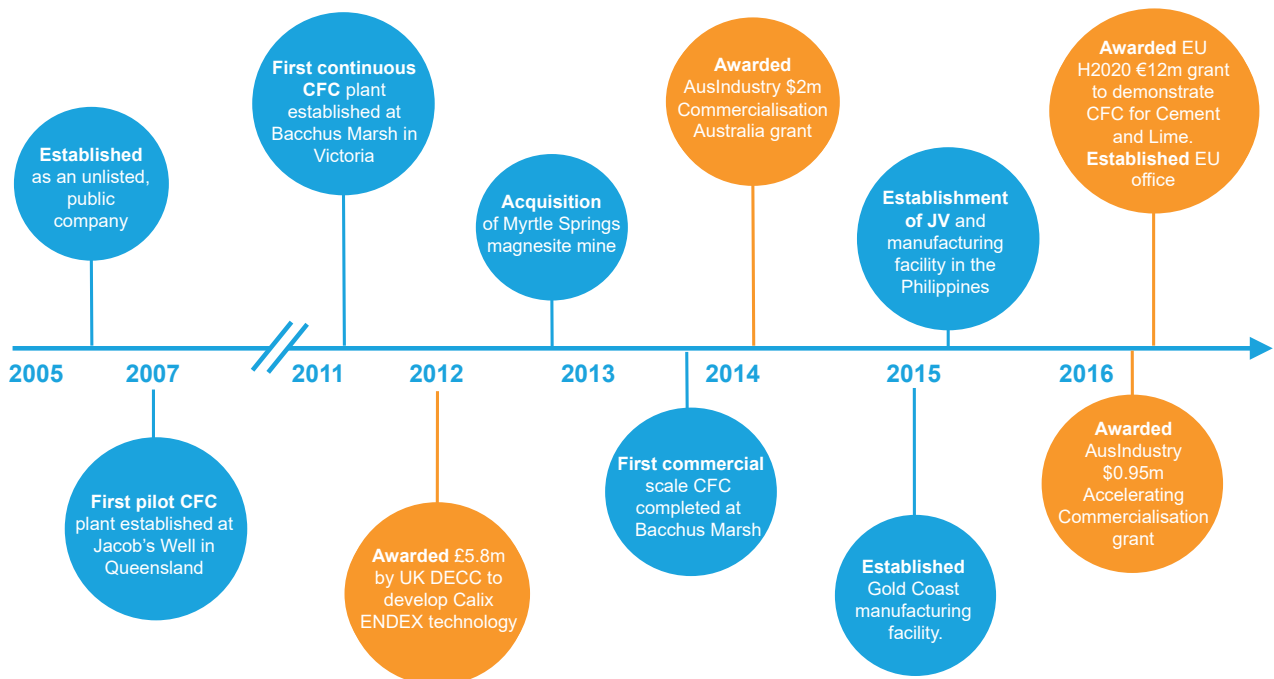 Established
as an unlisted,
public
company
First continuous
CFC plant
established at
Bacchus Marsh in
Victoria
Acquisition
of Myrtle Springs
magnesite mine
Awarded
AusIndustry $2m
Commercialisation
Australia grant
Establishment
of JV and
manufacturing
facility in the
Philippines
Awarded EU
H2020 €12m grant
to demonstrate
CFC for Cement
and Lime.
Established EU
office
2005
2007
2011
2012
2013
2014
2015
2016
First pilot CFC
plant established at
Jacob's Well in
Queensland
Awarded £5.8m
by UK DECC to
develop Calix
ENDEX technology
First commercial
scale CFC
completed at
Bacchus Marsh
Established
Gold Coast
manufacturing
facility.
Awarded
AusIndustry
$0.95m
Accelerating
Commercialisation
grant